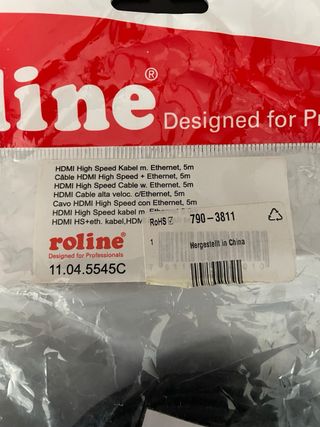 line®
Designed for P
HDMI High Speed Kabel m. Ethernet, 5m
Câble HDMI High Speed + Ethernet, 5m
HDMI High Speed Cable w. Ethernet, 5m
HDMI Cable alta veloc. c/Ethernet, 5m
Cavo HDMI High Speed con Ethernet, 5m
HDMI High Speed kabel m.
HDMI HS+eth. kabel,HDM
RoHS 790-3811
1 Hergestellt in China
roline®
Designed for Professionals
11.04.5545C